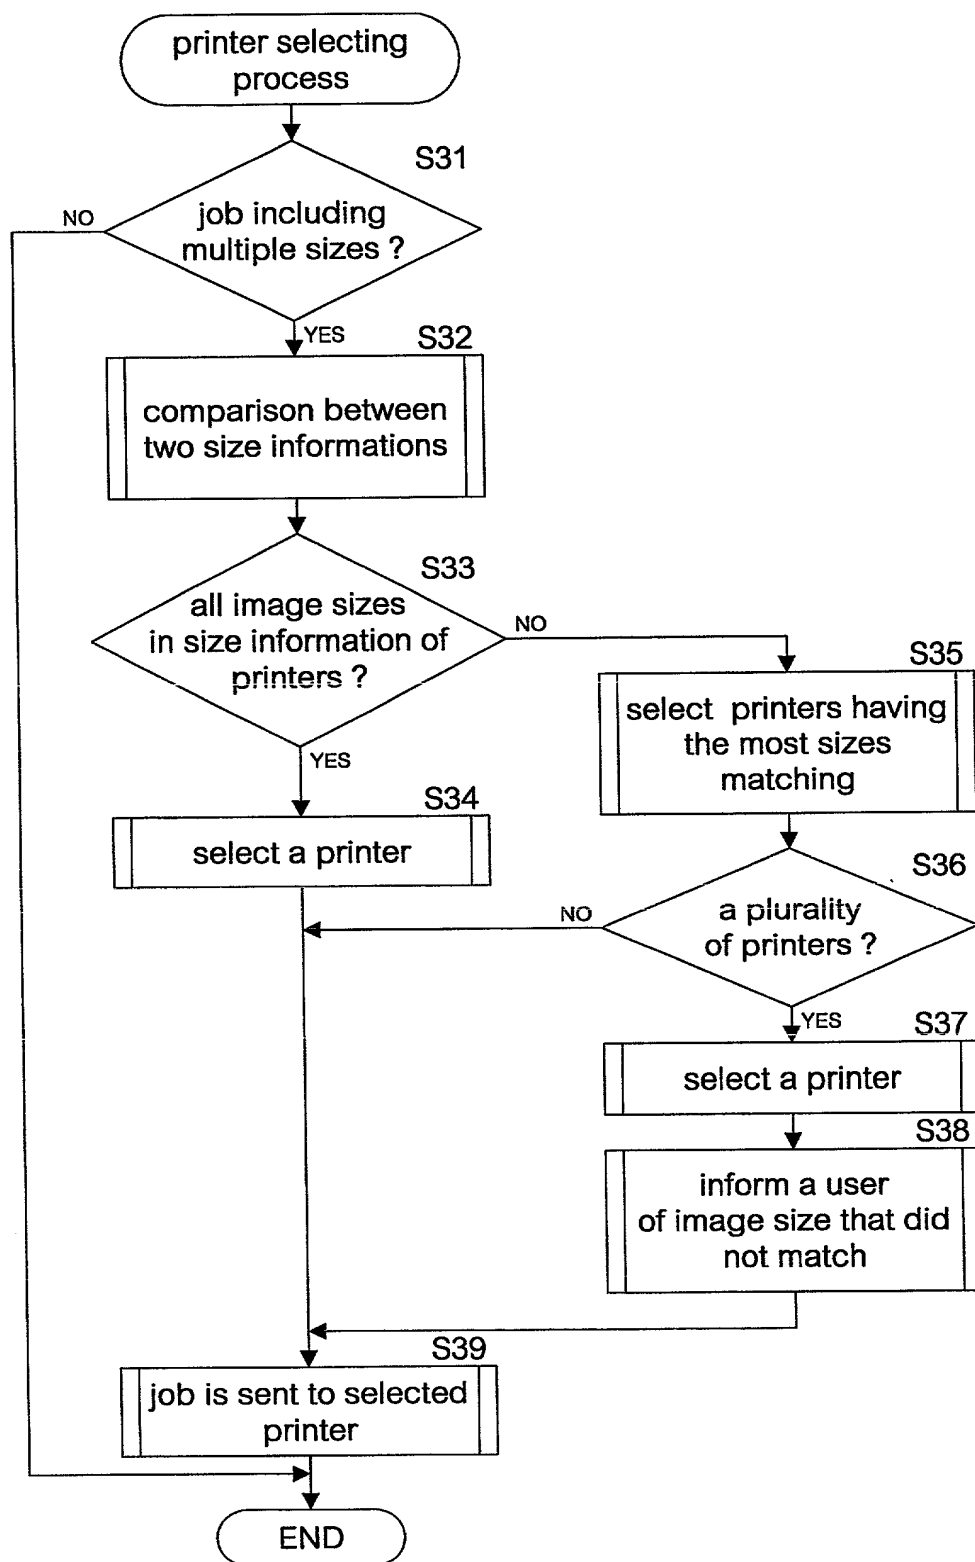 printer selecting
process
S31
NO
job including
multiple sizes ?
YES
S32
comparison between
two size informations
S33
all image sizes
in size information of
printers ?
NO
YES
S35
select printers having
the most sizes
matching
S34
select a printer
S36
NO
a plurality
of printers ?
YES
S37
select a printer
S38
inform a user
of image size that did
not match
S39
job is sent to selected
printer
END